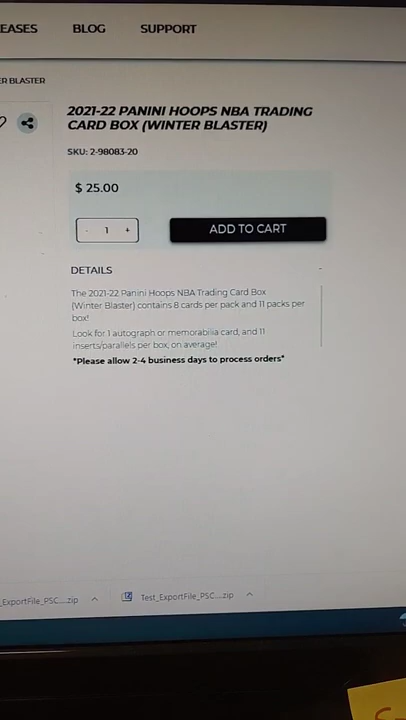 EASES BLOG SUPPORT
ER BLASTER
2021-22 PANINI HOOPS NBA TRADING
CARD BOX (WINTER BLASTER)
SKU: 2-98083-20
$ 25.00
- 1 +
ADD TO CART
DETAILS
The 2021-22 Panini Hoops NBA Trading Card Box
(Winter Blaster) contains 8 cards per pack and 11 packs per
box!
Look for 1 autograph or memorabilia card, and 11
inserts/parallels per box, on average!
*Please allow 2-4 business days to process orders*
_ExportFile_PSC....zip
Test_ExportFile_PSC....zip